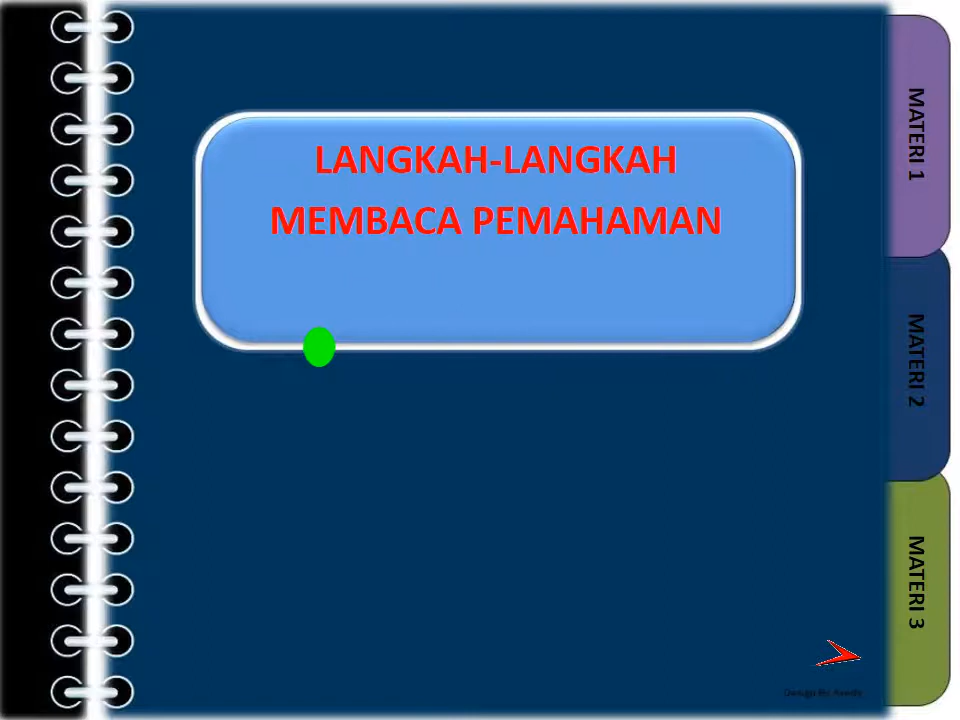 LANGKAH-LANGKAH
MEMBACA PEMAHAMAN
MATERI 1
MATERI 2
MATERI 3